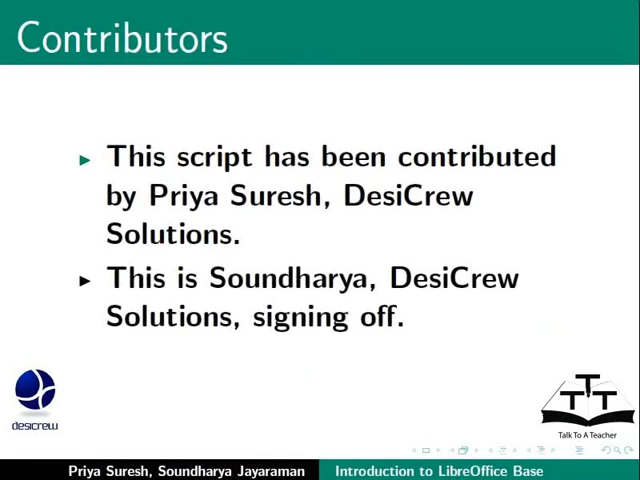 Contributors
This script has been contributed
by Priya Suresh, DesiCrew
Solutions.
This is Soundharya, DesiCrew
Solutions, signing off.
desicrew
T
T T
Talk To A Teacher
Priya Suresh, Soundharya Jayaraman Introduction to LibreOffice Base